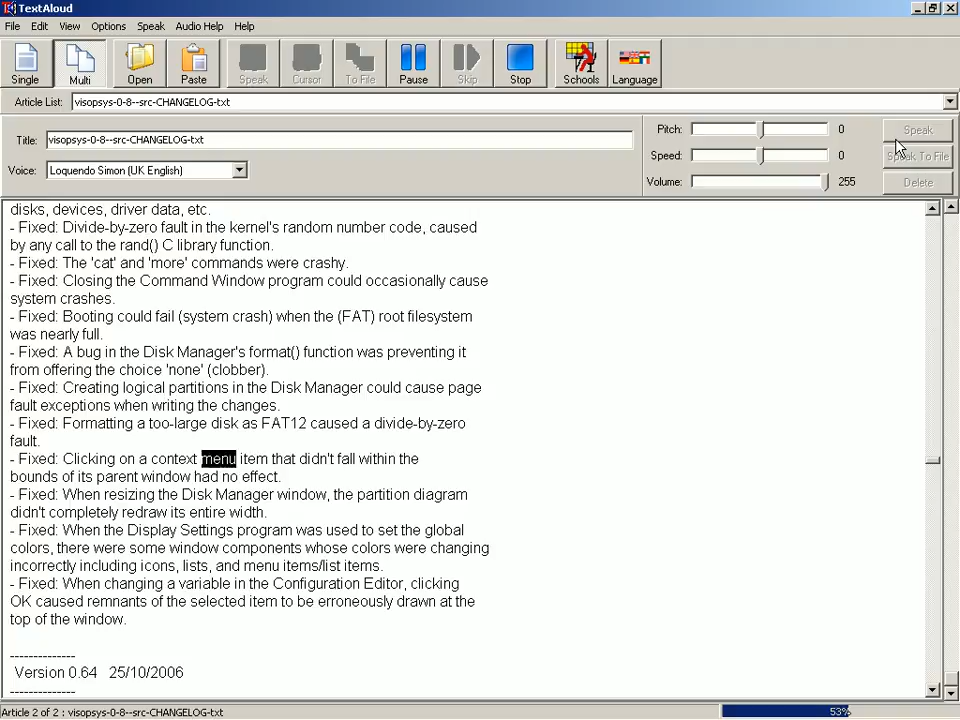 TextAloud
File Edit View Options Speak Audio Help Help
Single Multi Open Paste Speak Cursor To File Pause Skip Stop Schools Language
Article List: visopsys-0-8--src-CHANGELOG-txt
Title: visopsys-0-8--src-CHANGELOG-txt
Voice: Loquendo Simon (UK English)
Pitch: 0 Speak
Speed: 0 Speak To File
Volume: 255 Delete
disks, devices, driver data, etc.
- Fixed: Divide-by-zero fault in the kernel's random number code, caused
by any call to the rand() C library function.
- Fixed: The 'cat' and 'more' commands were crashy.
- Fixed: Closing the Command Window program could occasionally cause
system crashes.
- Fixed: Booting could fail (system crash) when the (FAT) root filesystem
was nearly full.
- Fixed: A bug in the Disk Manager's format() function was preventing it
from offering the choice 'none' (clobber).
- Fixed: Creating logical partitions in the Disk Manager could cause page
fault exceptions when writing the changes.
- Fixed: Formatting a too-large disk as FAT12 caused a divide-by-zero
fault.
- Fixed: Clicking on a context menu item that didn't fall within the
bounds of its parent window had no effect.
- Fixed: When resizing the Disk Manager window, the partition diagram
didn't completely redraw its entire width.
- Fixed: When the Display Settings program was used to set the global
colors, there were some window components whose colors were changing
incorrectly including icons, lists, and menu items/list items.
- Fixed: When changing a variable in the Configuration Editor, clicking
OK caused remnants of the selected item to be erroneously drawn at the
top of the window.
-------------
Version 0.64 25/10/2006
-------------
Article 2 of 2 : visopsys-0-8--src-CHANGELOG-txt 53%